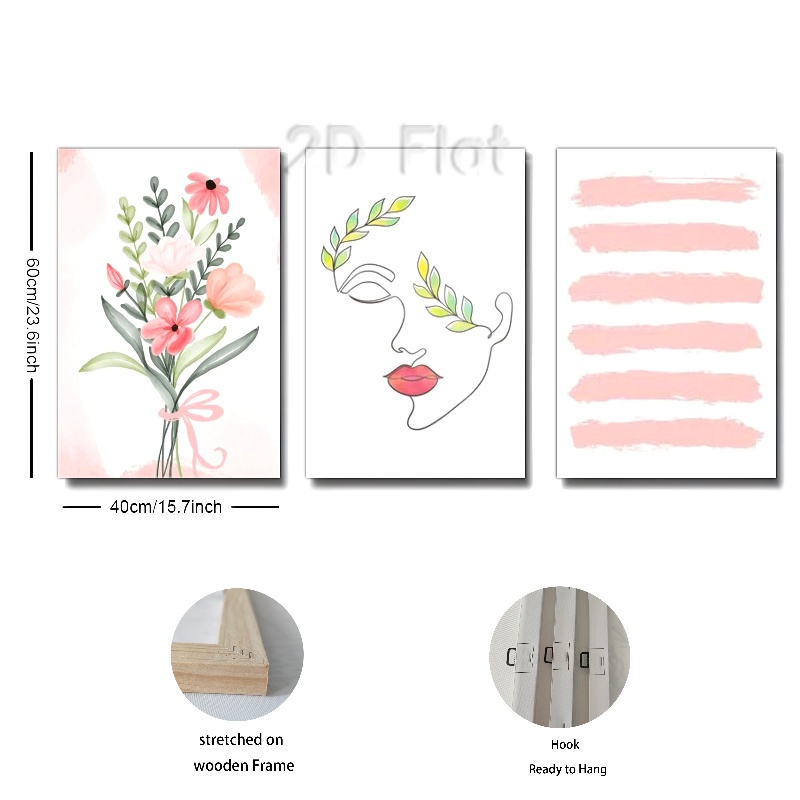 2D Flat
60cm/23.6inch
40cm/15.7inch
stretched on
wooden Frame
Hook
Ready to Hang